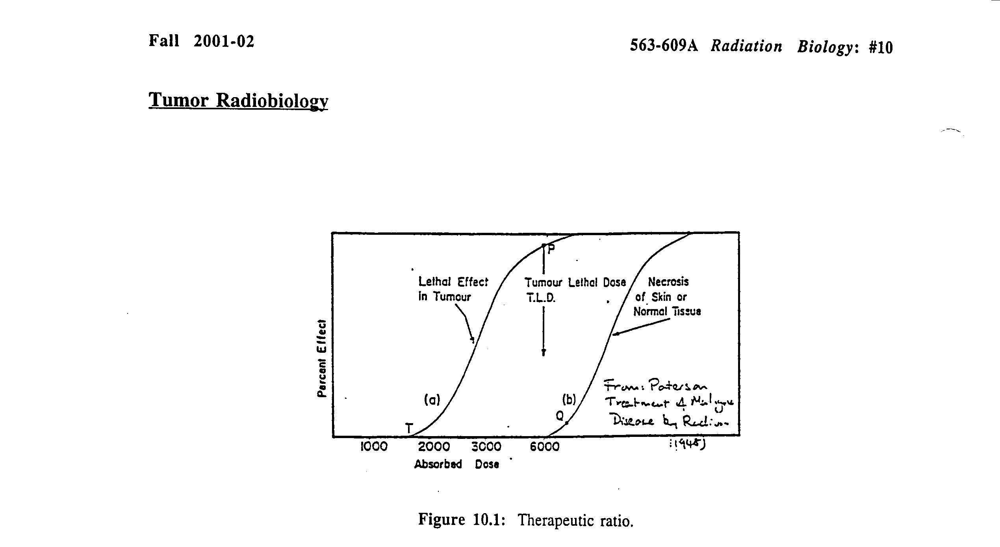 Fall 2001-02
563-609A Radiation Biology: #10
Tumor Radiobiology
P
Lethal Effect
in Tumour
Tumour Lethal Dose
T.L.D.
Necrosis
of Skin or
Normal Tissue
Percent Effect
(a)
(b)
T
Q
From: Paterson
Treatment of
Disease by
(1948)
1000 2000 3000 6000
Absorbed Dose
Figure 10.1: Therapeutic ratio.